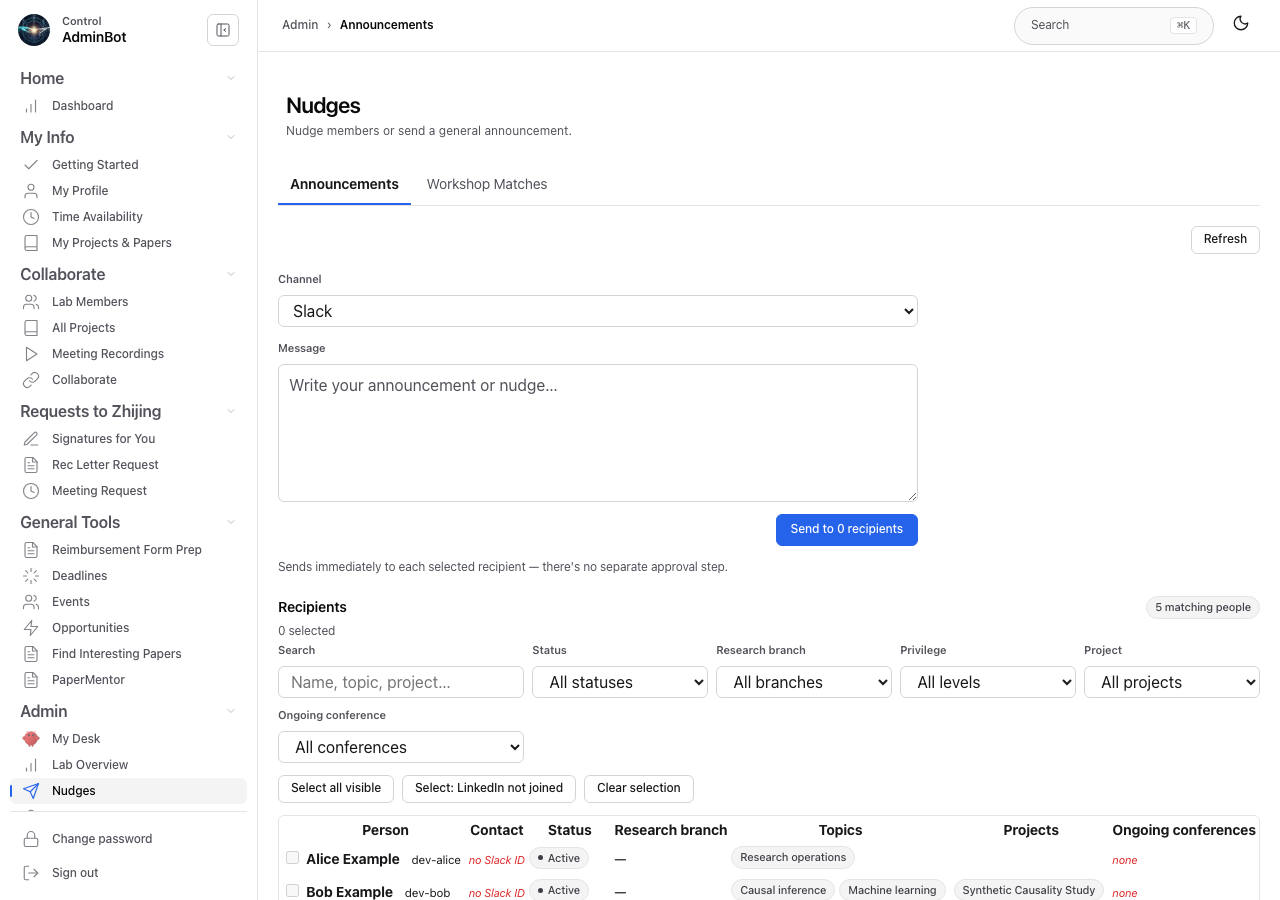 Control
AdminBot
Home
Dashboard
My Info
Getting Started
My Profile
Time Availability
My Projects & Papers
Collaborate
Lab Members
All Projects
Meeting Recordings
Collaborate
Requests to Zhijing
Signatures for You
Rec Letter Request
Meeting Request
General Tools
Reimbursement Form Prep
Deadlines
Events
Opportunities
Find Interesting Papers
PaperMentor
Admin
My Desk
Lab Overview
Nudges
Change password
Sign out
Admin › Announcements
Search ⌘K
Nudges
Nudge members or send a general announcement.
Announcements Workshop Matches
Refresh
Channel
Slack
Message
Write your announcement or nudge...
Send to 0 recipients
Sends immediately to each selected recipient — there's no separate approval step.
Recipients 5 matching people
0 selected
Search Status Research branch Privilege Project
Name, topic, project... All statuses All branches All levels All projects
Ongoing conference
All conferences
Select all visible Select: LinkedIn not joined Clear selection
Person Contact Status Research branch Topics Projects Ongoing conferences
Alice Example dev-alice no Slack ID Active — Research operations none
Bob Example dev-bob no Slack ID Active — Causal inference Machine learning Synthetic Causality Study none